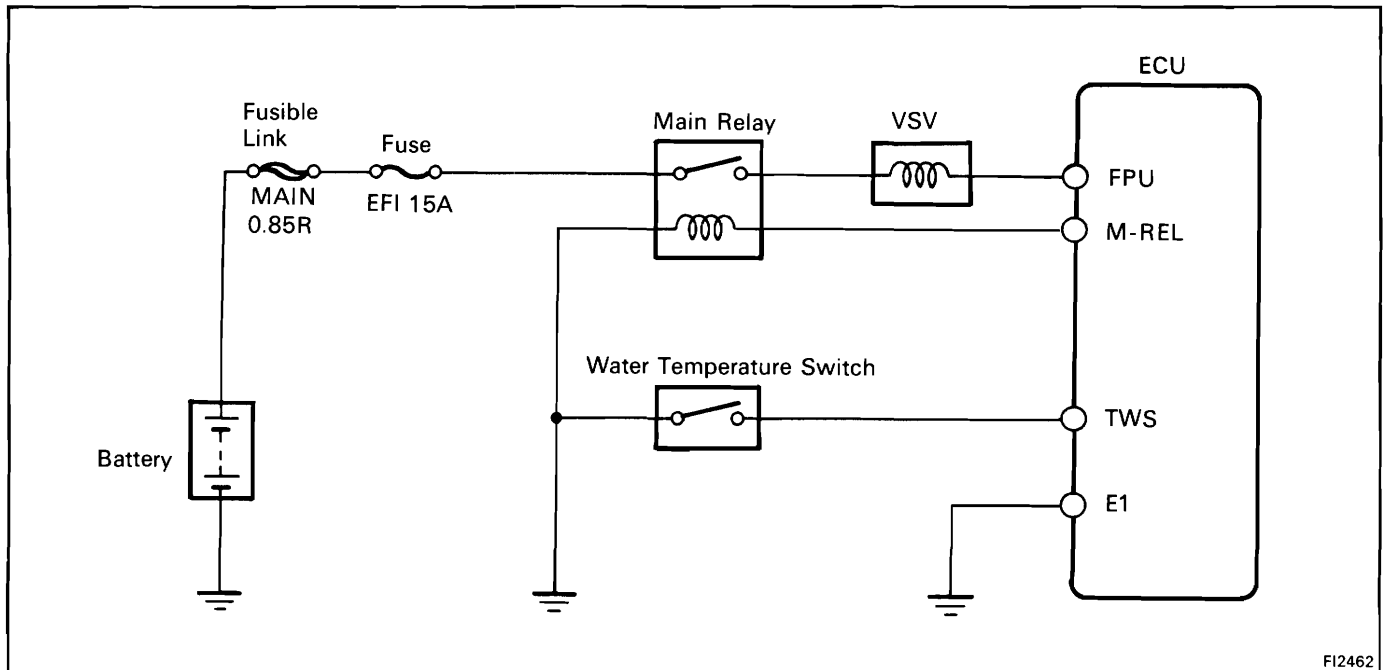 ECU
Fusible
Link
Fuse
Main Relay
VSV
FPU
MAIN
0.85R
EFI 15A
M-REL
Water Temperature Switch
TWS
Battery
E1
FI2462